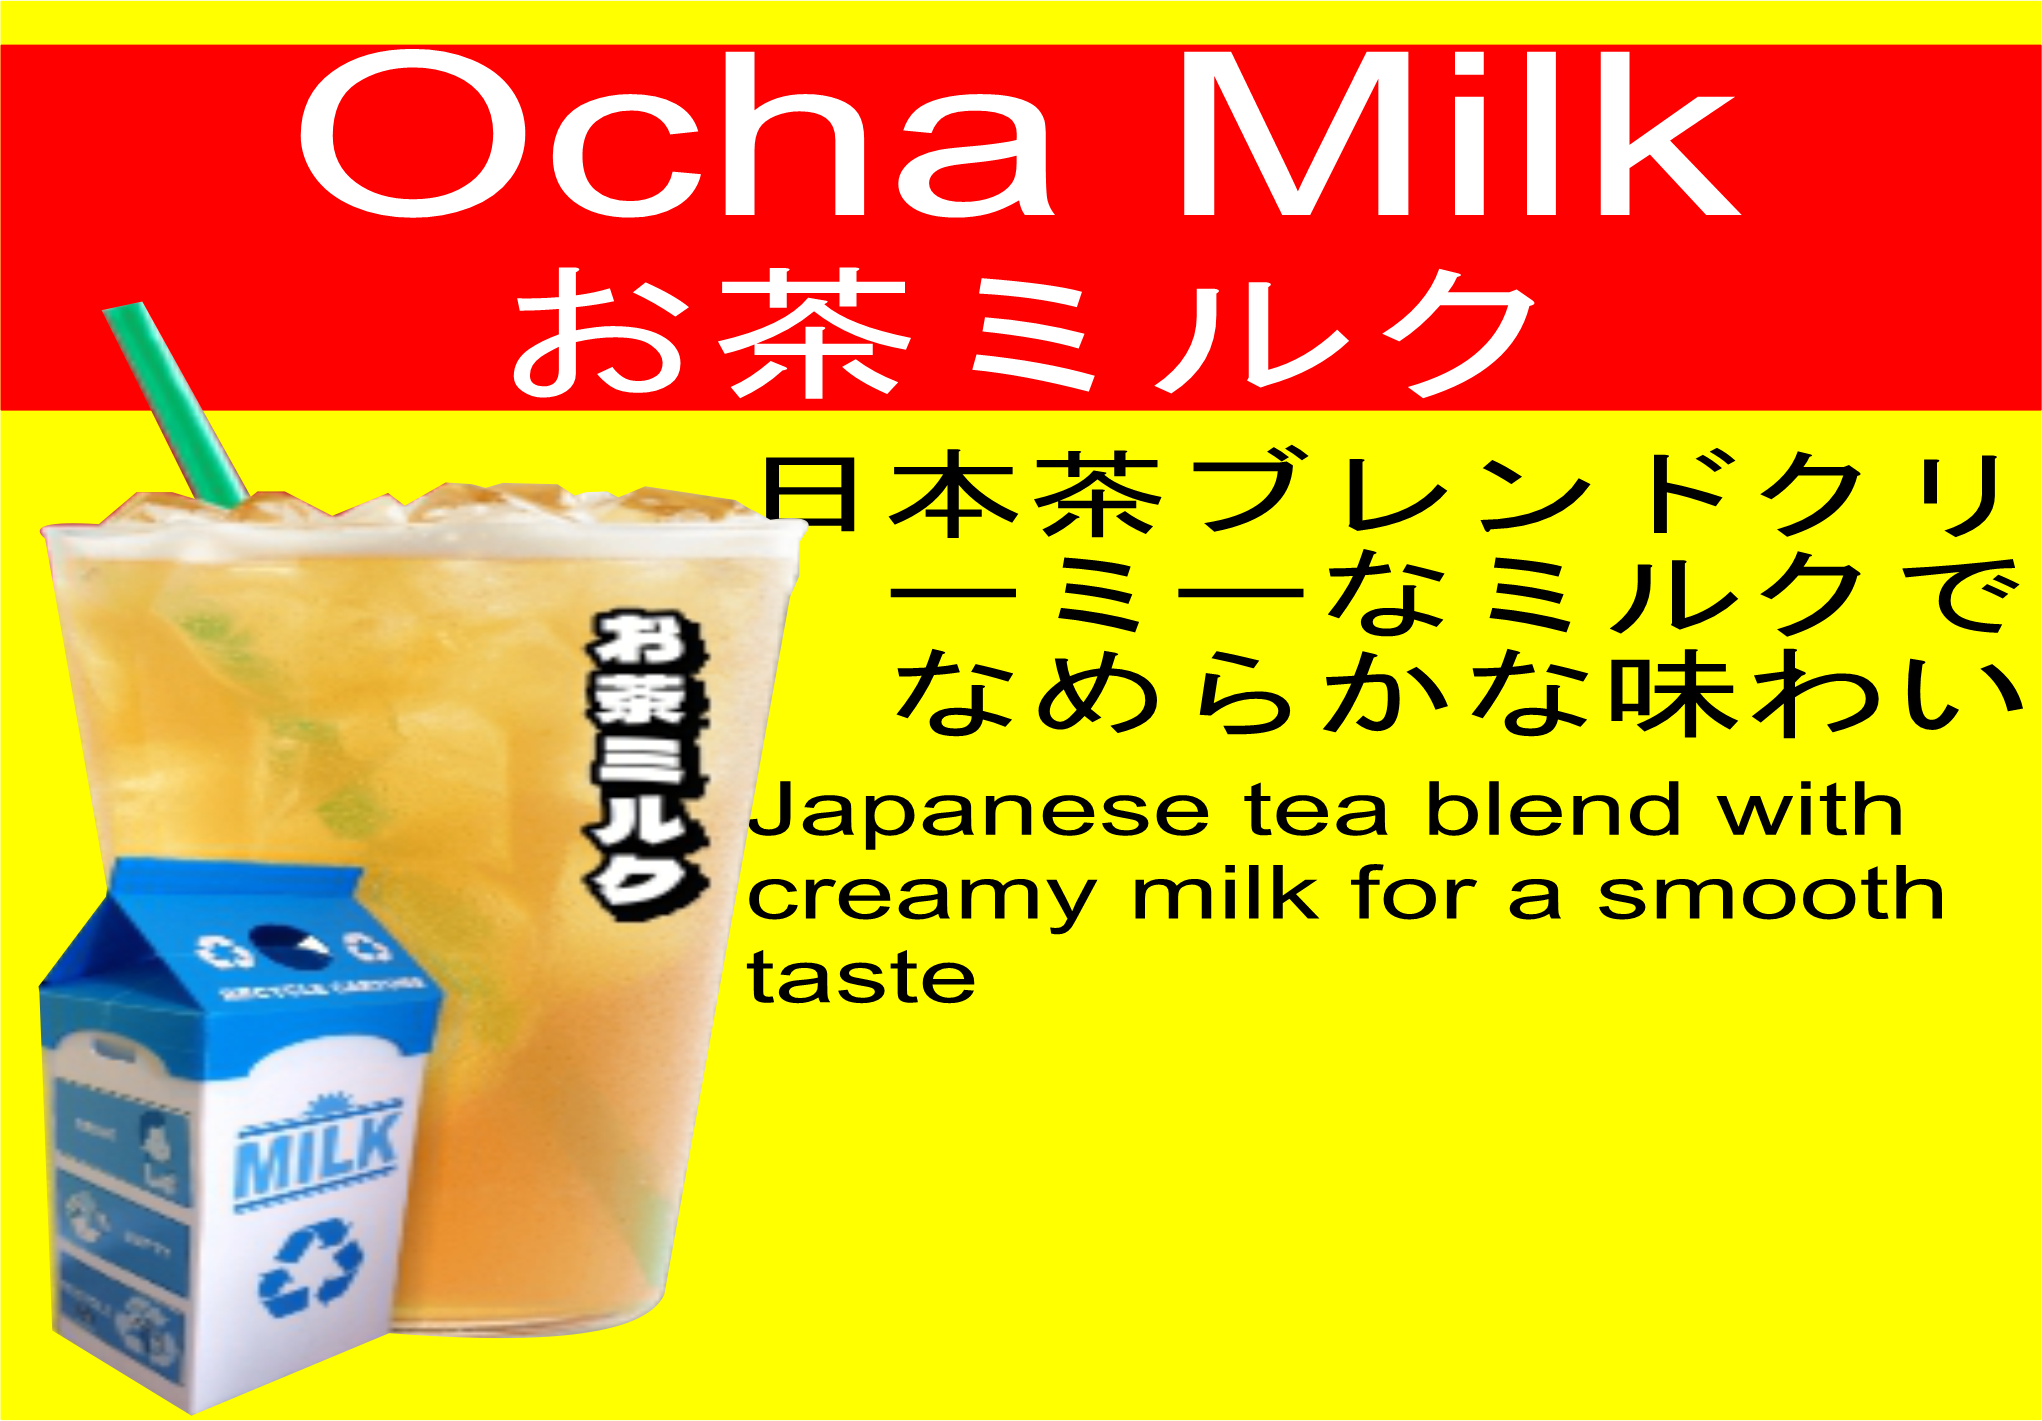 Ocha Milk
お茶ミルク
日本茶ブレンドクリ
ーミーなミルクで
なめらかな味わい
Japanese tea blend with
creamy milk for a smooth
taste
お茶ミルク
RECYCLE CARTONS
MILK